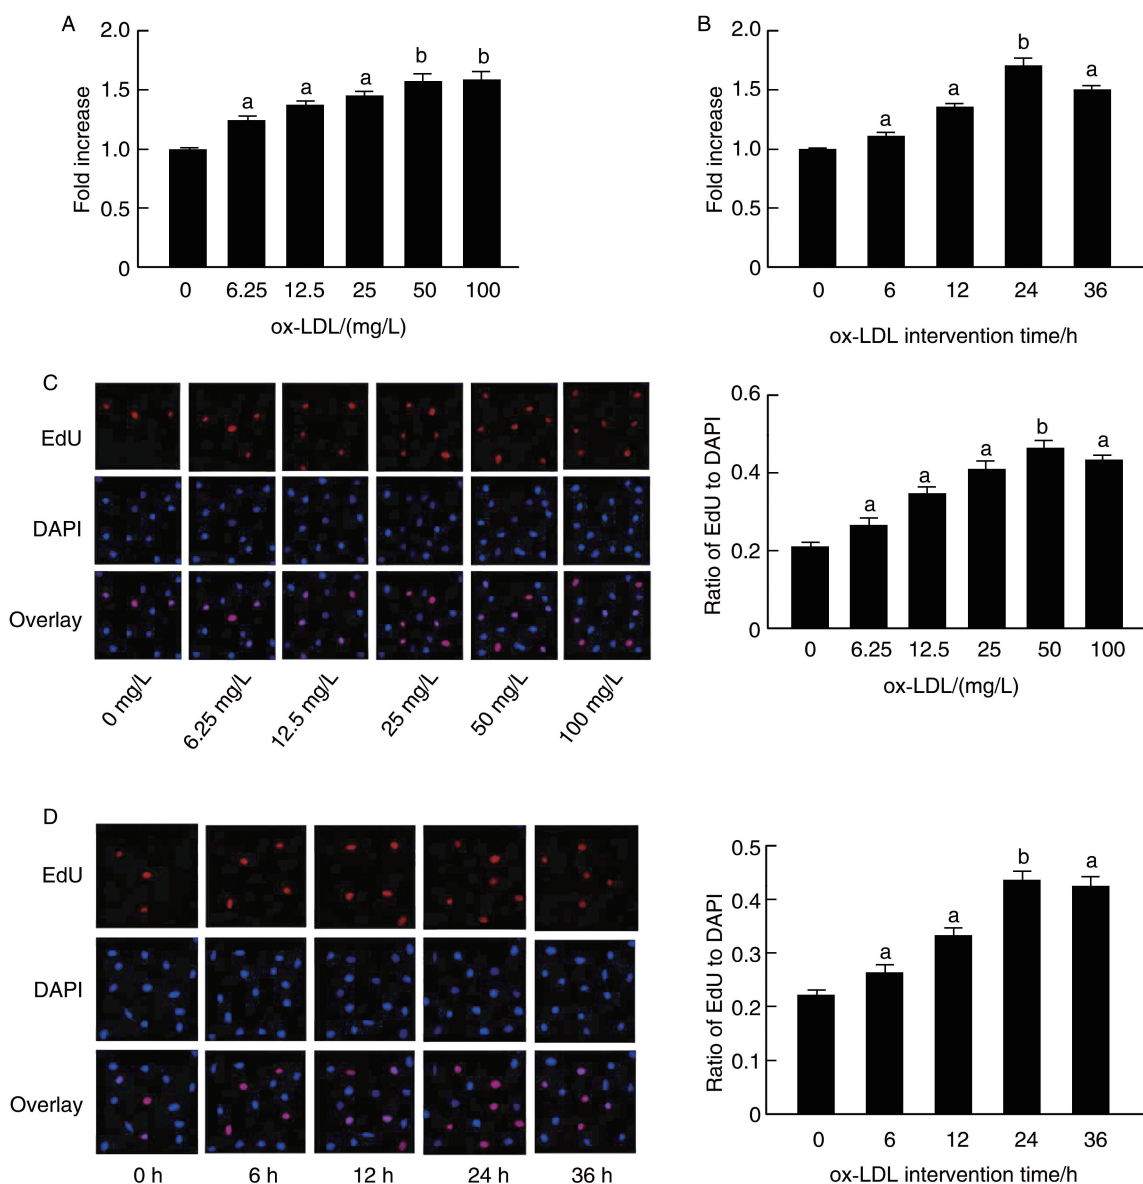 A
2.0
1.5
1.0
0.5
0
Fold increase
a
a
a
b
b
0 6.25 12.5 25 50 100
ox-LDL/(mg/L)
B
2.0
1.5
1.0
0.5
0
Fold increase
a
a
b
a
0 6 12 24 36
ox-LDL intervention time/h
C
EdU
DAPI
Overlay
0 mg/L
6.25 mg/L
12.5 mg/L
25 mg/L
50 mg/L
100 mg/L
0.6
0.4
0.2
0
Ratio of EdU to DAPI
a
a
a
b
a
0 6.25 12.5 25 50 100
ox-LDL/(mg/L)
D
EdU
DAPI
Overlay
0 h 6 h 12 h 24 h 36 h
0.5
0.4
0.3
0.2
0.1
0
Ratio of EdU to DAPI
a
a
b
a
0 6 12 24 36
ox-LDL intervention time/h